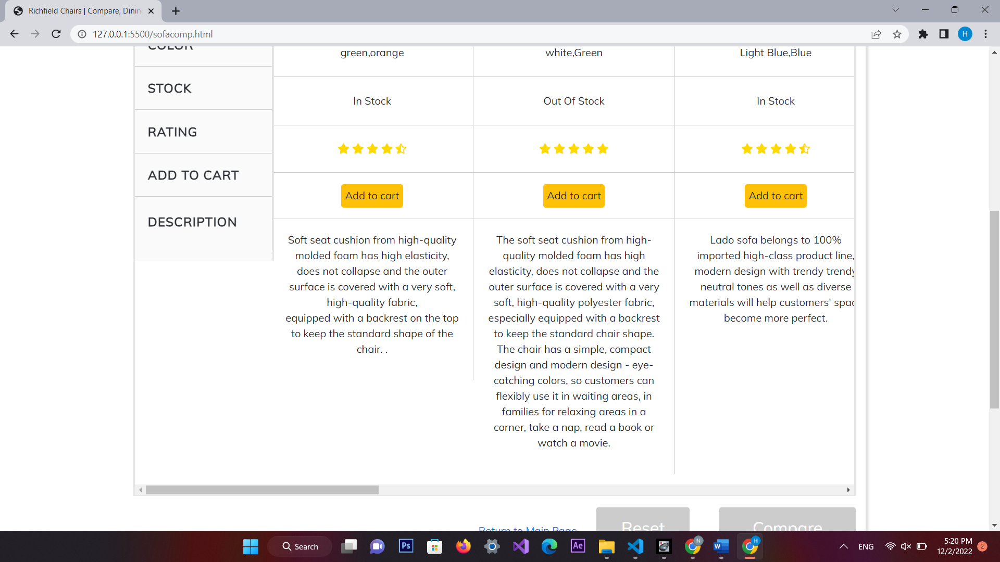 Richfield Chairs | Compare, Dinin
127.0.0.1:5500/sofacomp.html
H
COLOR
green,orange
white,Green
Light Blue,Blue
STOCK
In Stock
Out Of Stock
In Stock
RATING
ADD TO CART
Add to cart
Add to cart
Add to cart
DESCRIPTION
Soft seat cushion from high-quality
molded foam has high elasticity,
does not collapse and the outer
surface is covered with a very soft,
high-quality fabric,
equipped with a backrest on the top
to keep the standard shape of the
chair. .
The soft seat cushion from high-
quality molded foam has high
elasticity, does not collapse and the
outer surface is covered with a very
soft, high-quality polyester fabric,
especially equipped with a backrest
to keep the standard chair shape.
The chair has a simple, compact
design and modern design - eye-
catching colors, so customers can
flexibly use it in waiting areas, in
families for relaxing areas in a
corner, take a nap, read a book or
watch a movie.
Lado sofa belongs to 100%
imported high-class product line,
modern design with trendy trendy
neutral tones as well as diverse
materials will help customers' spac
become more perfect.
Return to Main Page
Reset
Compare
Search
Ps
Ae
N
W
H
ENG
5:20 PM
12/2/2022
2